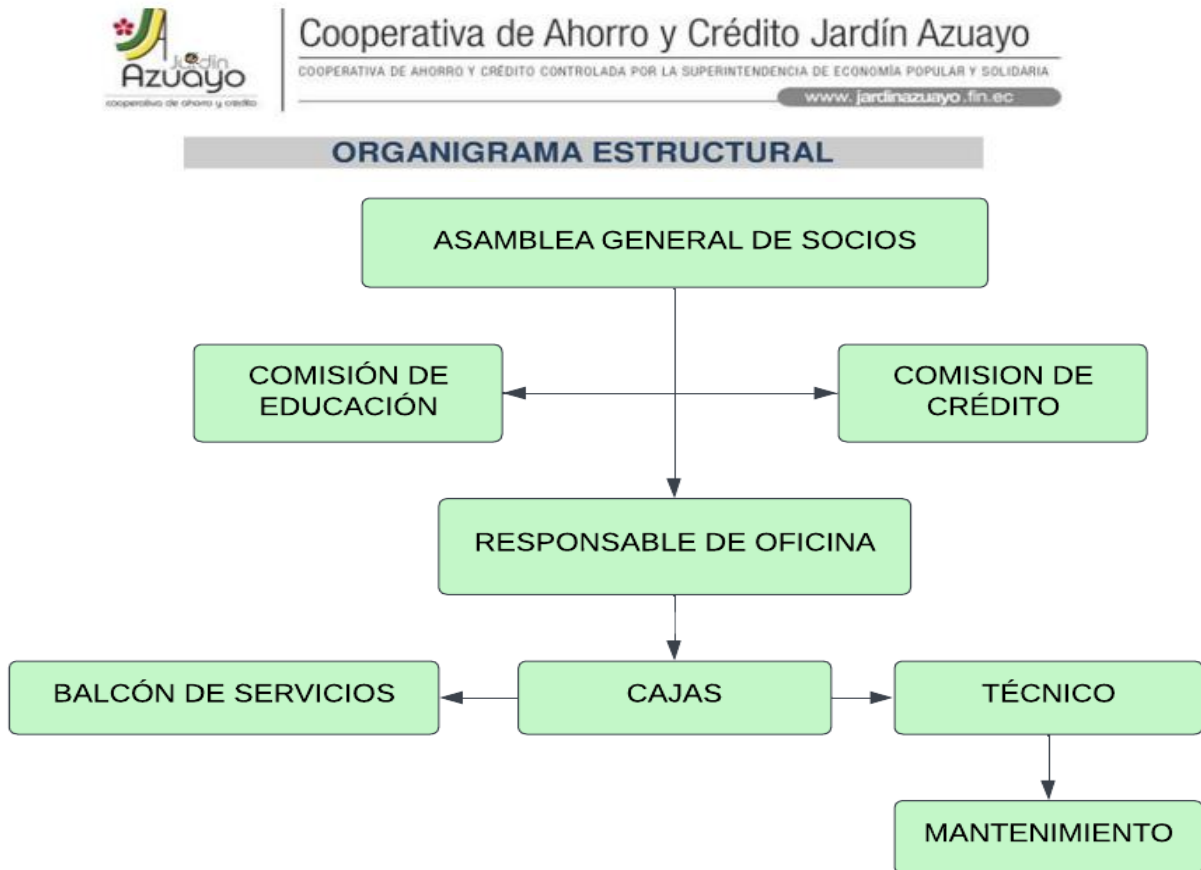 Jardín
Azuayo
cooperativa de ahorro y crédito
Cooperativa de Ahorro y Crédito Jardín Azuayo
COOPERATIVA DE AHORRO Y CRÉDITO CONTROLADA POR LA SUPERINTENDENCIA DE ECONOMÍA POPULAR Y SOLIDARIA
www.jardinazuayo.fin.ec
ORGANIGRAMA ESTRUCTURAL
ASAMBLEA GENERAL DE SOCIOS
COMISIÓN DE
EDUCACIÓN
COMISION DE
CRÉDITO
RESPONSABLE DE OFICINA
BALCÓN DE SERVICIOS
CAJAS
TÉCNICO
MANTENIMIENTO